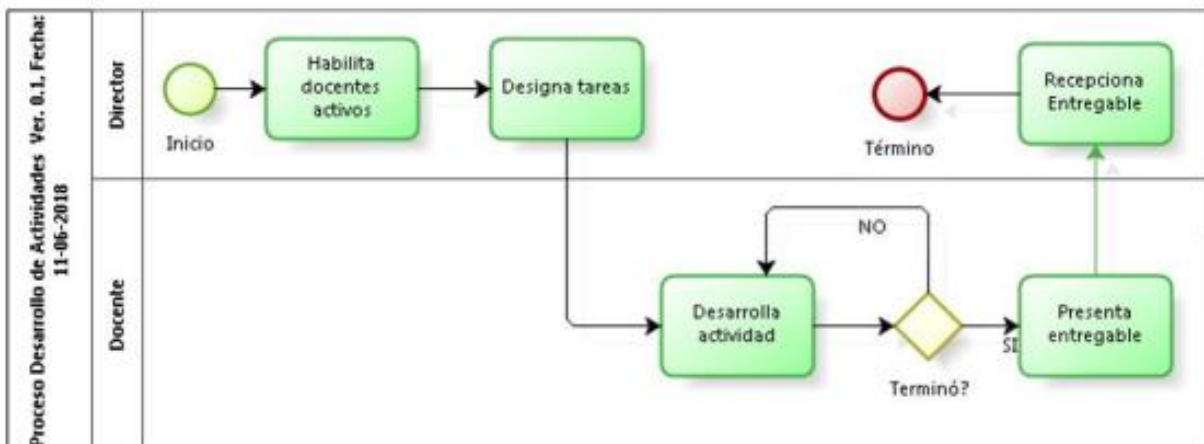 Proceso Desarrollo de Actividades Ver. 0.1, Fecha:
11-06-2018
Director
Inicio
Habilita
docentes
activos
Designa tareas
Término
Recepciona
Entregable
Docente
Desarrolla
actividad
NO
Terminó?
SI
Presenta
entregable